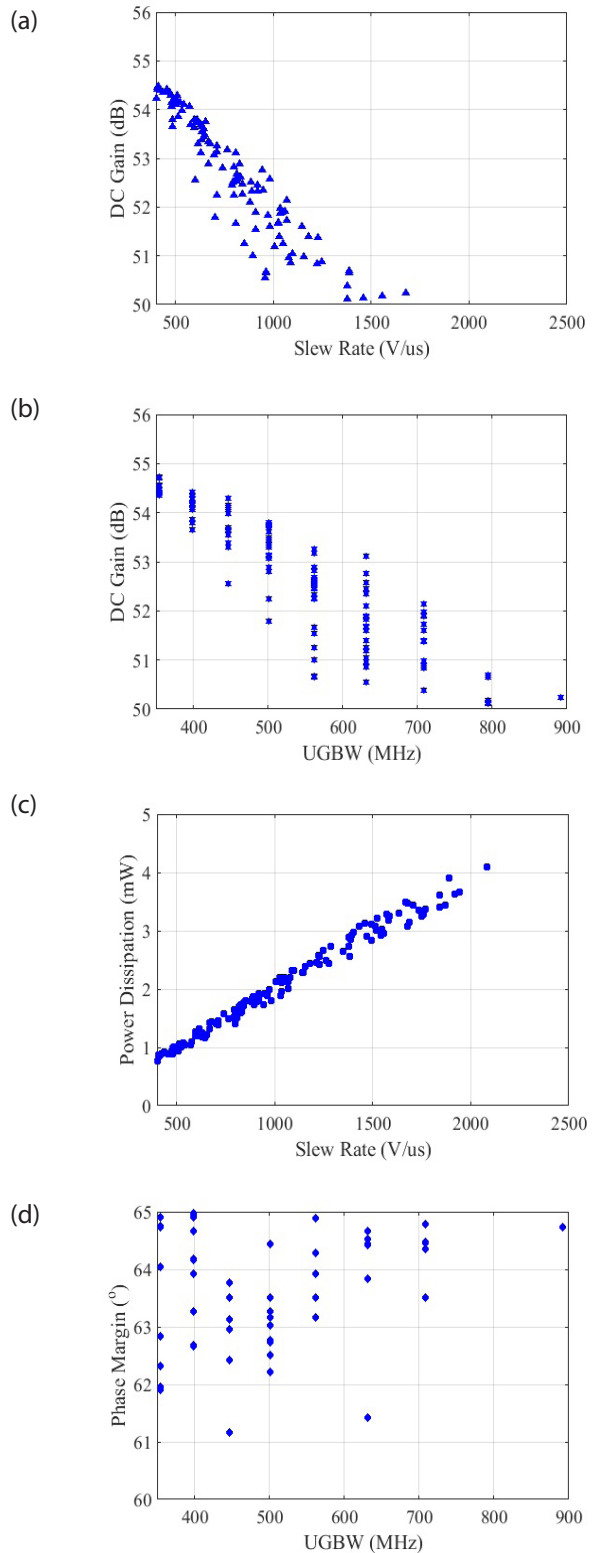 (a)
56
55
54
53
52
51
50
DC Gain (dB)
500 1000 1500 2000 2500
Slew Rate (V/us)
(b)
56
55
54
53
52
51
50
DC Gain (dB)
400 500 600 700 800 900
UGBW (MHz)
(c)
5
4
3
2
1
0
Power Dissipation (mW)
500 1000 1500 2000 2500
Slew Rate (V/us)
(d)
65
64
63
62
61
60
Phase Margin (°)
400 500 600 700 800 900
UGBW (MHz)